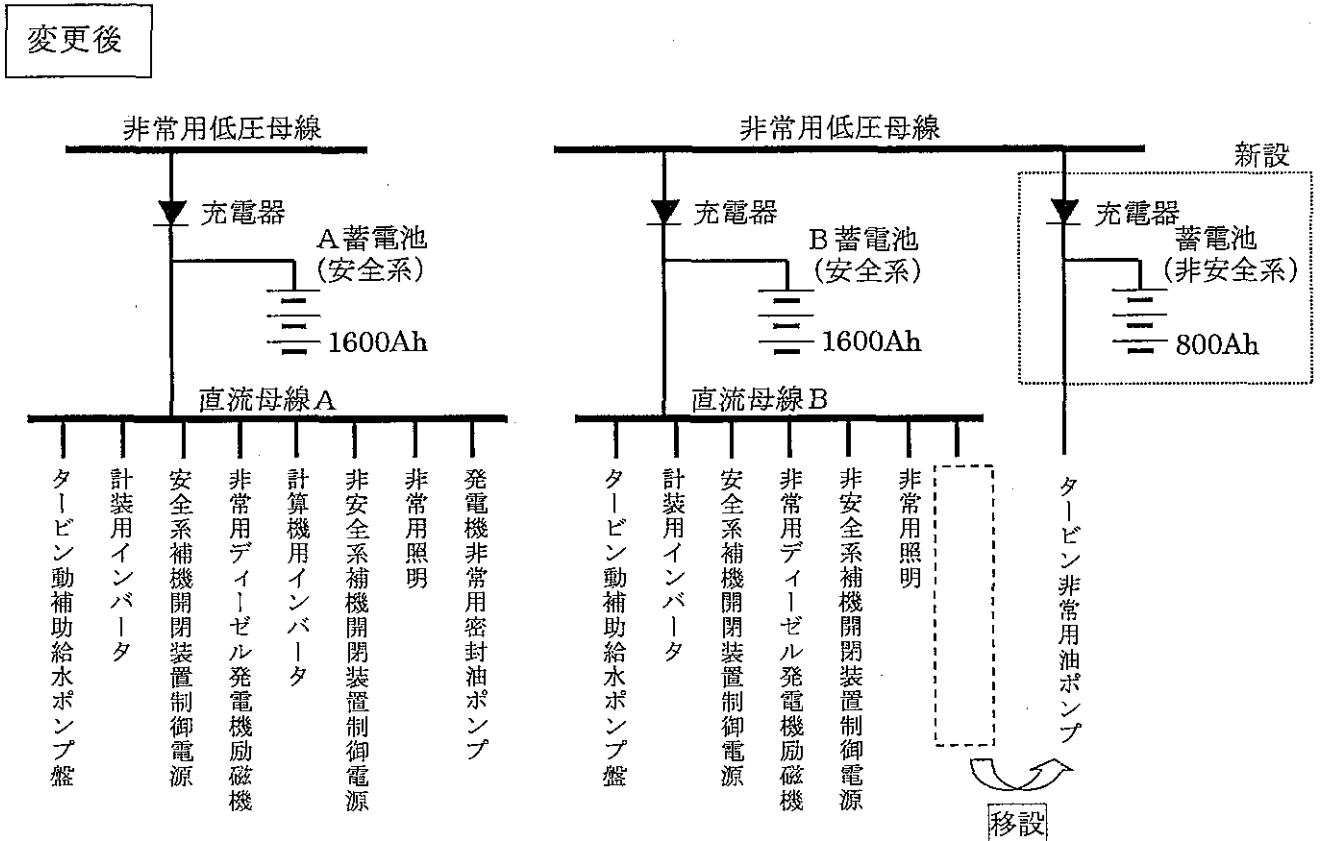 変更後
非常用低圧母線
充電器
A蓄電池
(安全系)
1600Ah
直流母線A
タービン動補助給水ポンプ盤
計装用インバータ
安全系補機開閉装置制御電源
非常用ディーゼル発電機励磁機
計算機用インバータ
非安全系補機開閉装置制御電源
非常用照明
発電機非常用密封油ポンプ
非常用低圧母線
充電器
B蓄電池
(安全系)
1600Ah
新設
充電器
蓄電池
(非安全系)
800Ah
直流母線B
タービン動補助給水ポンプ盤
計装用インバータ
安全系補機開閉装置制御電源
非常用ディーゼル発電機励磁機
非安全系補機開閉装置制御電源
非常用照明
タービン非常用油ポンプ
移設